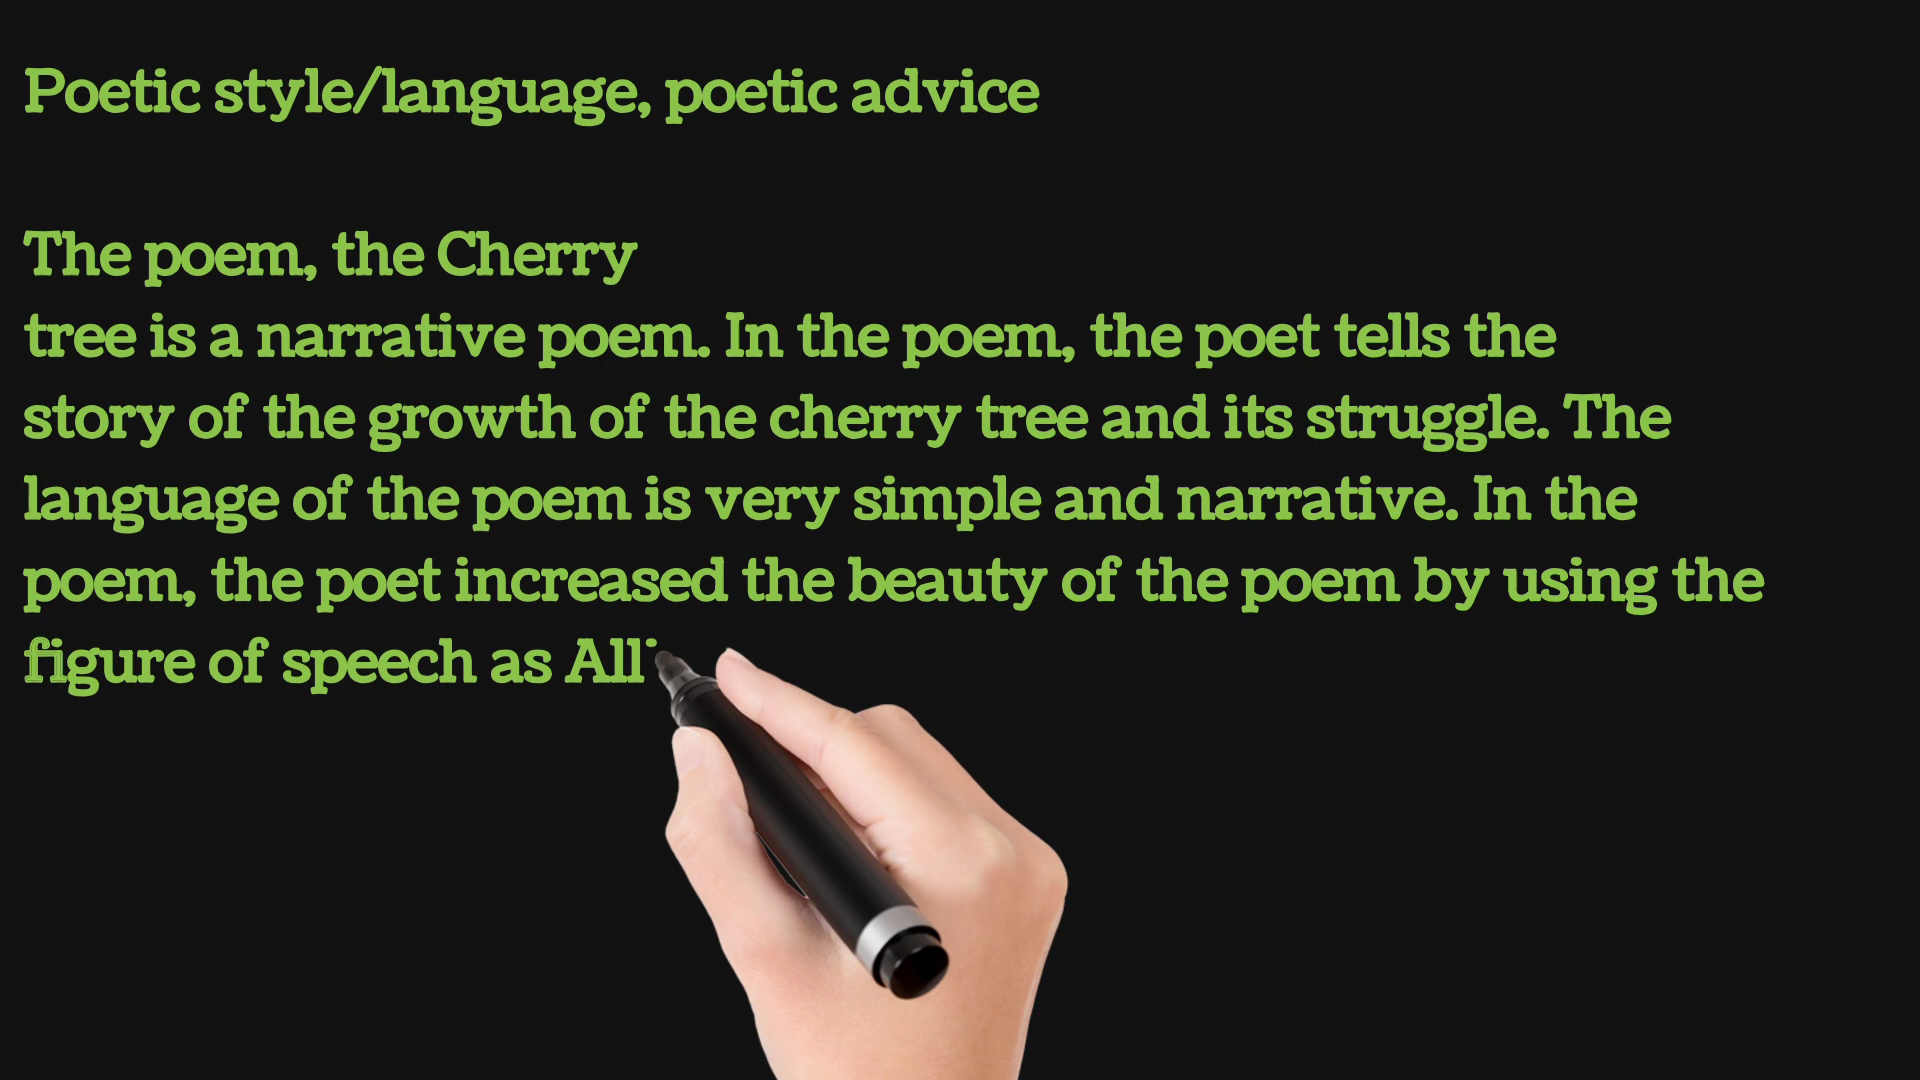 Poetic style/language, poetic advice
The poem, the Cherry
tree is a narrative poem. In the poem, the poet tells the
story of the growth of the cherry tree and its struggle. The
language of the poem is very simple and narrative. In the
poem, the poet increased the beauty of the poem by using the
figure of speech as All